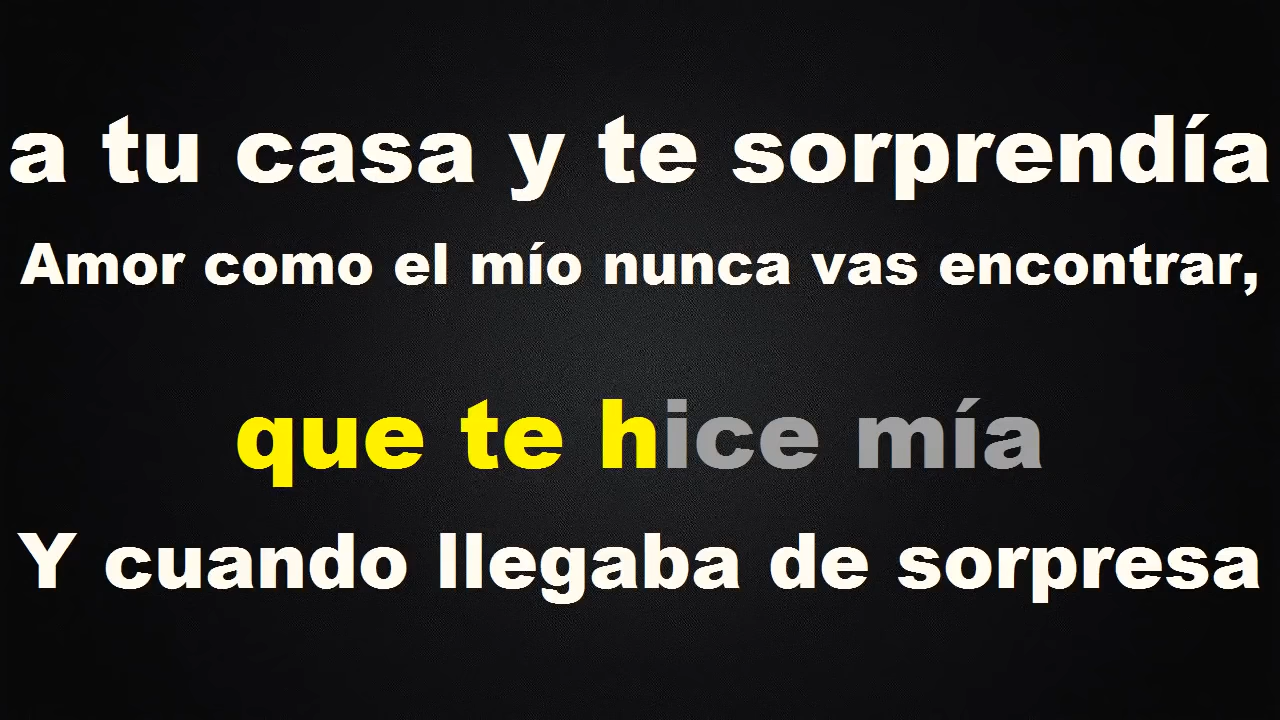 a tu casa y te sorprendía
Amor como el mío nunca vas encontrar,
que te hice mía
Y cuando llegaba de sorpresa